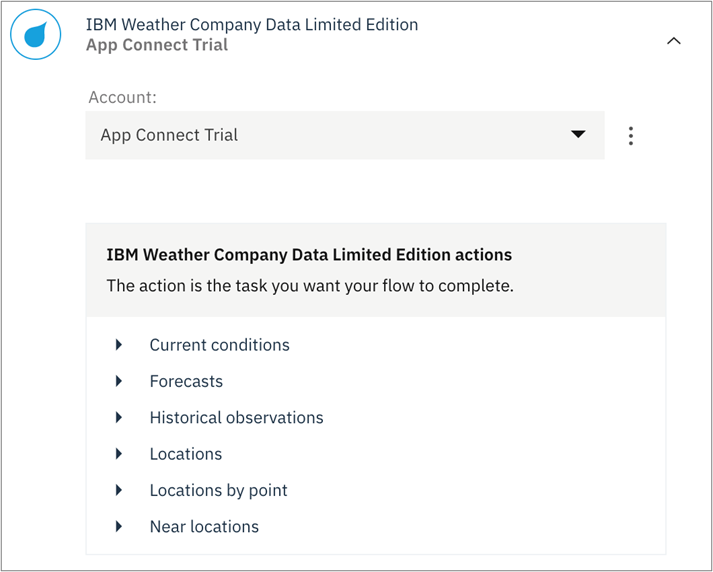 IBM Weather Company Data Limited Edition
App Connect Trial
Account:
App Connect Trial
IBM Weather Company Data Limited Edition actions
The action is the task you want your flow to complete.
Current conditions
Forecasts
Historical observations
Locations
Locations by point
Near locations